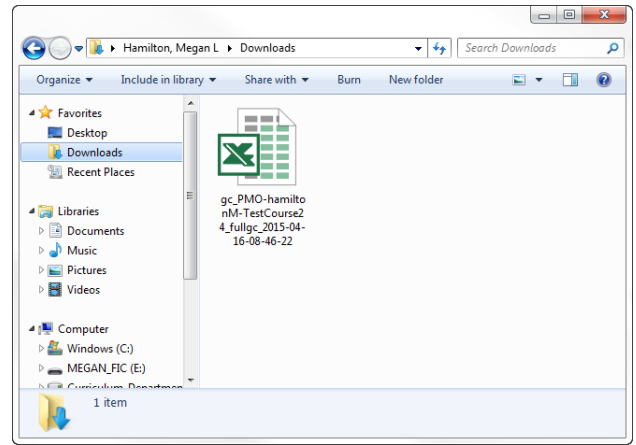 Hamilton, Megan L Downloads Search Downloads
Organize Include in library Share with Burn New folder
Favorites
Desktop
Downloads
Recent Places
Libraries
Documents
Music
Pictures
Videos
Computer
Windows (C:)
MEGAN_FIC (E:)
Curriculum Departmen
gc_PMO-hamilto
nM-TestCourse2
4_fullgc_2015-04-
16-08-46-22
1 item